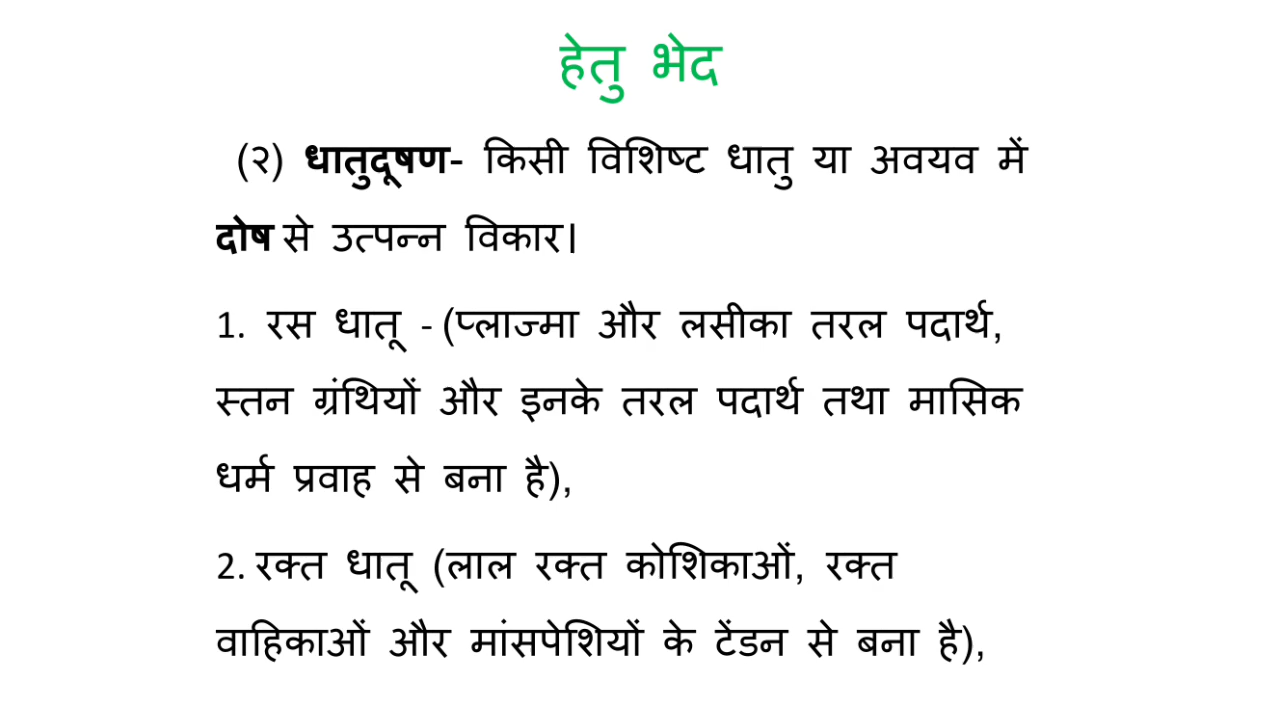 हेतु भेद
(२) धातुदूषण- किसी विशिष्ट धातु या अवयव में
दोष से उत्पन्न विकार।
1. रस धातू - (प्लाज्मा और लसीका तरल पदार्थ,
स्तन ग्रंथियों और इनके तरल पदार्थ तथा मासिक
धर्म प्रवाह से बना है),
2. रक्त धातू (लाल रक्त कोशिकाओं, रक्त
वाहिकाओं और मांसपेशियों के टेंडन से बना है),